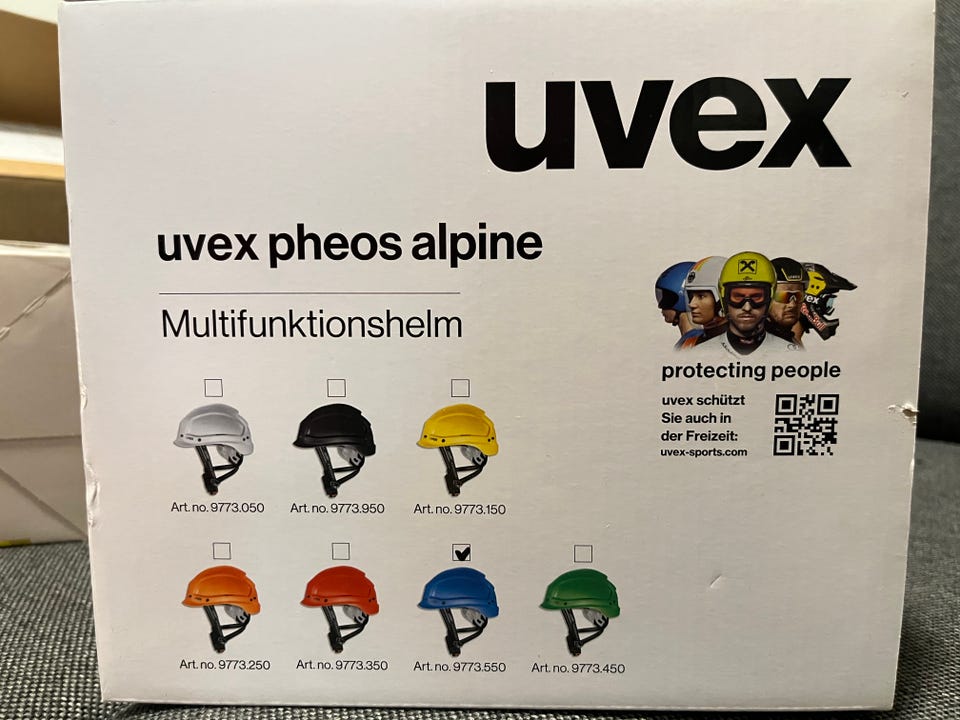 uvex
uvex pheos alpine
Multifunktionshelm
protecting people
uvex schützt
Sie auch in
der Freizeit:
uvex-sports.com
Art. no. 9773.050
Art. no. 9773.950
Art. no. 9773.150
Art. no. 9773.250
Art. no. 9773.350
Art. no. 9773.550
Art. no. 9773.450